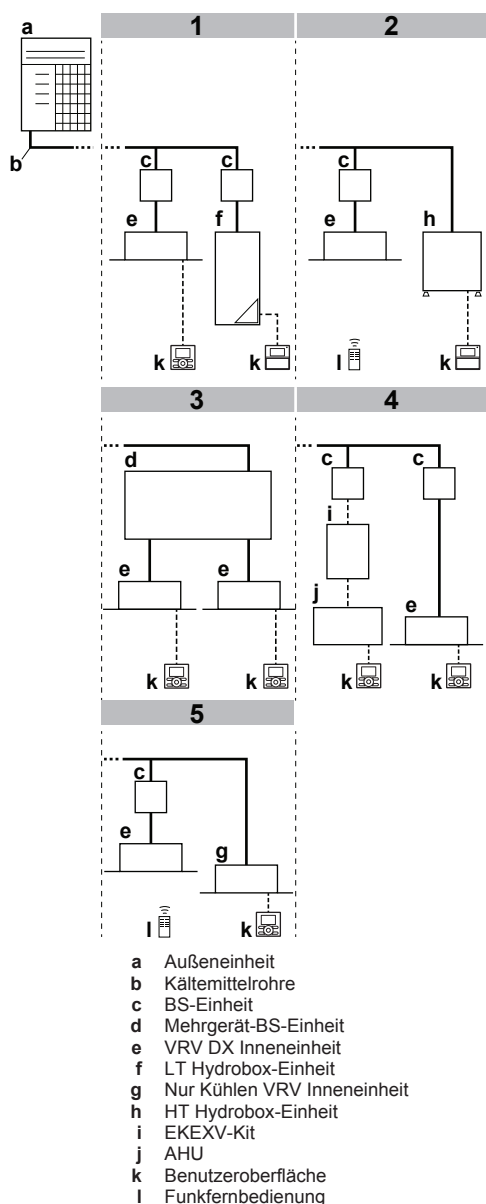 1 2
a
b
c c c
e f e h
k k l k
3 4
d c c
i
e e j e
k k k k
5
c
e g
l k
a Außeneinheit
b Kältemittelrohre
c BS-Einheit
d Mehrgerät-BS-Einheit
e VRV DX Inneneinheit
f LT Hydrobox-Einheit
g Nur Kühlen VRV Inneneinheit
h HT Hydrobox-Einheit
i EKEXV-Kit
j AHU
k Benutzeroberfläche
l Funkfernbedienung